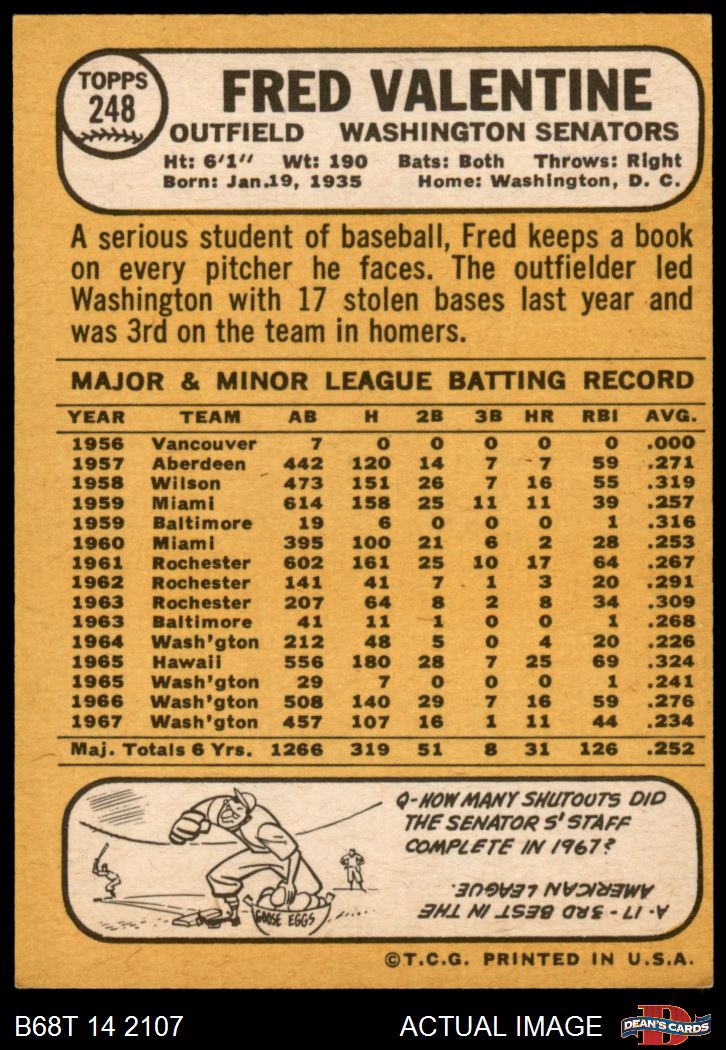 TOPPS
248
FRED VALENTINE
OUTFIELD WASHINGTON SENATORS
Ht: 6'1" Wt: 190 Bats: Both Throws: Right
Born: Jan.19, 1935 Home: Washington, D. C.
A serious student of baseball, Fred keeps a book
on every pitcher he faces. The outfielder led
Washington with 17 stolen bases last year and
was 3rd on the team in homers.
MAJOR & MINOR LEAGUE BATTING RECORD
YEAR TEAM AB H 2B 3B HR RBI AVG.
1956 Vancouver 7 0 0 0 0 0 .000
1957 Aberdeen 442 120 14 7 7 59 .271
1958 Wilson 473 151 26 7 16 55 .319
1959 Miami 614 158 25 11 11 39 .257
1959 Baltimore 19 6 0 0 0 1 .316
1960 Miami 395 100 21 6 2 28 .253
1961 Rochester 602 161 25 10 17 64 .267
1962 Rochester 141 41 7 1 3 20 .291
1963 Rochester 207 64 8 2 8 34 .309
1963 Baltimore 41 11 1 0 0 1 .268
1964 Wash'gton 212 48 5 0 4 20 .226
1965 Hawaii 556 180 28 7 25 69 .324
1965 Wash'gton 29 7 0 0 0 1 .241
1966 Wash'gton 508 140 29 7 16 59 .276
1967 Wash'gton 457 107 16 1 11 44 .234
Maj. Totals 6 Yrs. 1266 319 51 8 31 126 .252
Q-HOW MANY SHUTOUTS DID
THE SENATORS' STAFF
COMPLETE IN 1967?
A-17 - 3RD BEST IN THE
AMERICAN LEAGUE.
GOOSE EGGS
©T.C.G. PRINTED IN U.S.A.
B68T 14 2107 ACTUAL IMAGE
D
DEAN'S CARDS